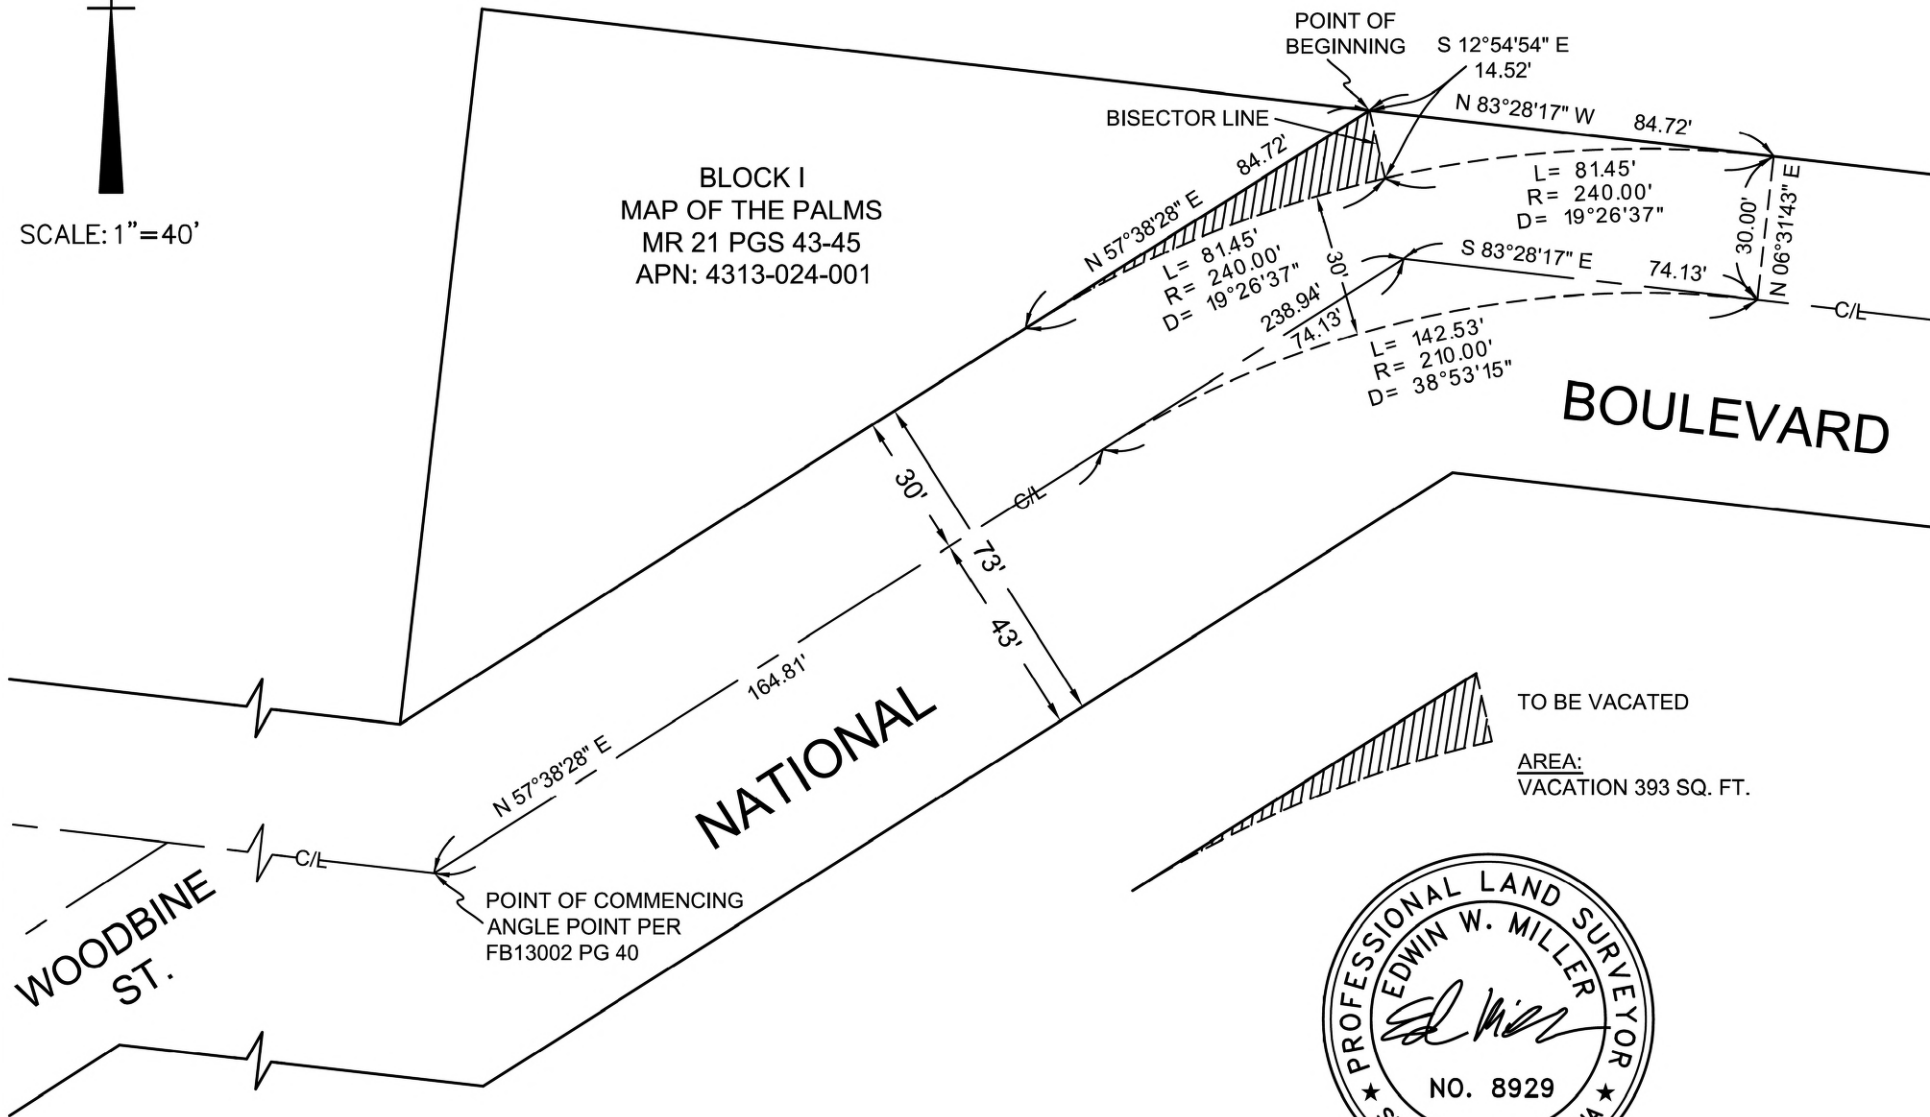 POINT OF
BEGINNING
S 12°54'54" E
14.52'
N 83°28'17" W
84.72'
BISECTOR LINE
84.72'
N 57°38'28" E
BLOCK I
MAP OF THE PALMS
MR 21 PGS 43-45
APN: 4313-024-001
SCALE: 1"=40'
L= 81.45'
R= 240.00'
D= 19°26'37"
30.00'
N 06°31'43" E
L= 81.45'
R= 240.00'
D= 19°26'37"
30'
S 83°28'17" E
74.13'
238.94'
74.13'
C/L
L= 142.53'
R= 210.00'
D= 38°53'15"
BOULEVARD
30'
C/L
73'
43'
164.81'
N 57°38'28" E
NATIONAL
TO BE VACATED
AREA:
VACATION 393 SQ. FT.
C/L
POINT OF COMMENCING
ANGLE POINT PER
FB13002 PG 40
WOODBINE
ST.
PROFESSIONAL LAND SURVEYOR
EDWIN W. MILLER
NO. 8929